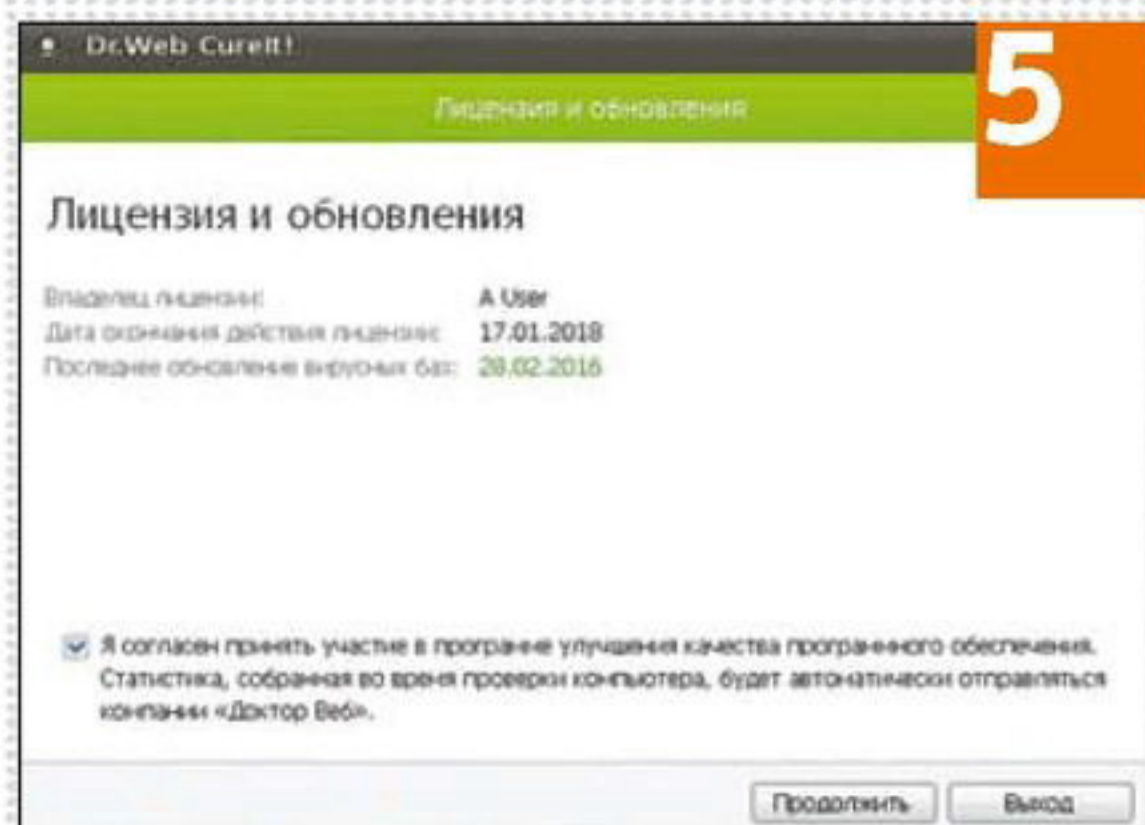 Dr.Web CureIt!
5
Лицензия и обновления
Лицензия и обновления
Владелец лицензии: A User
Дата окончания действия лицензии: 17.01.2018
Последнее обновление вирусных баз: 28.02.2016
Я согласен принять участие в программе улучшения качества программного обеспечения.
Статистика, собранная во время проверки компьютера, будет автоматически отправляться
компании «Доктор Веб».
Продолжить Выход